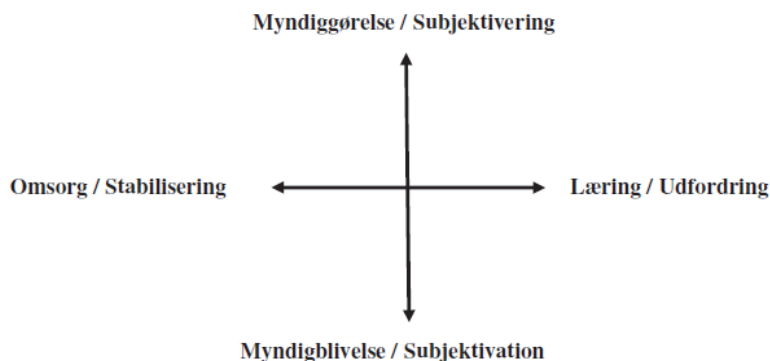 Myndiggørelse / Subjektivering
Omsorg / Stabilisering
Læring / Udfordring
Myndigblivelse / Subjektivation